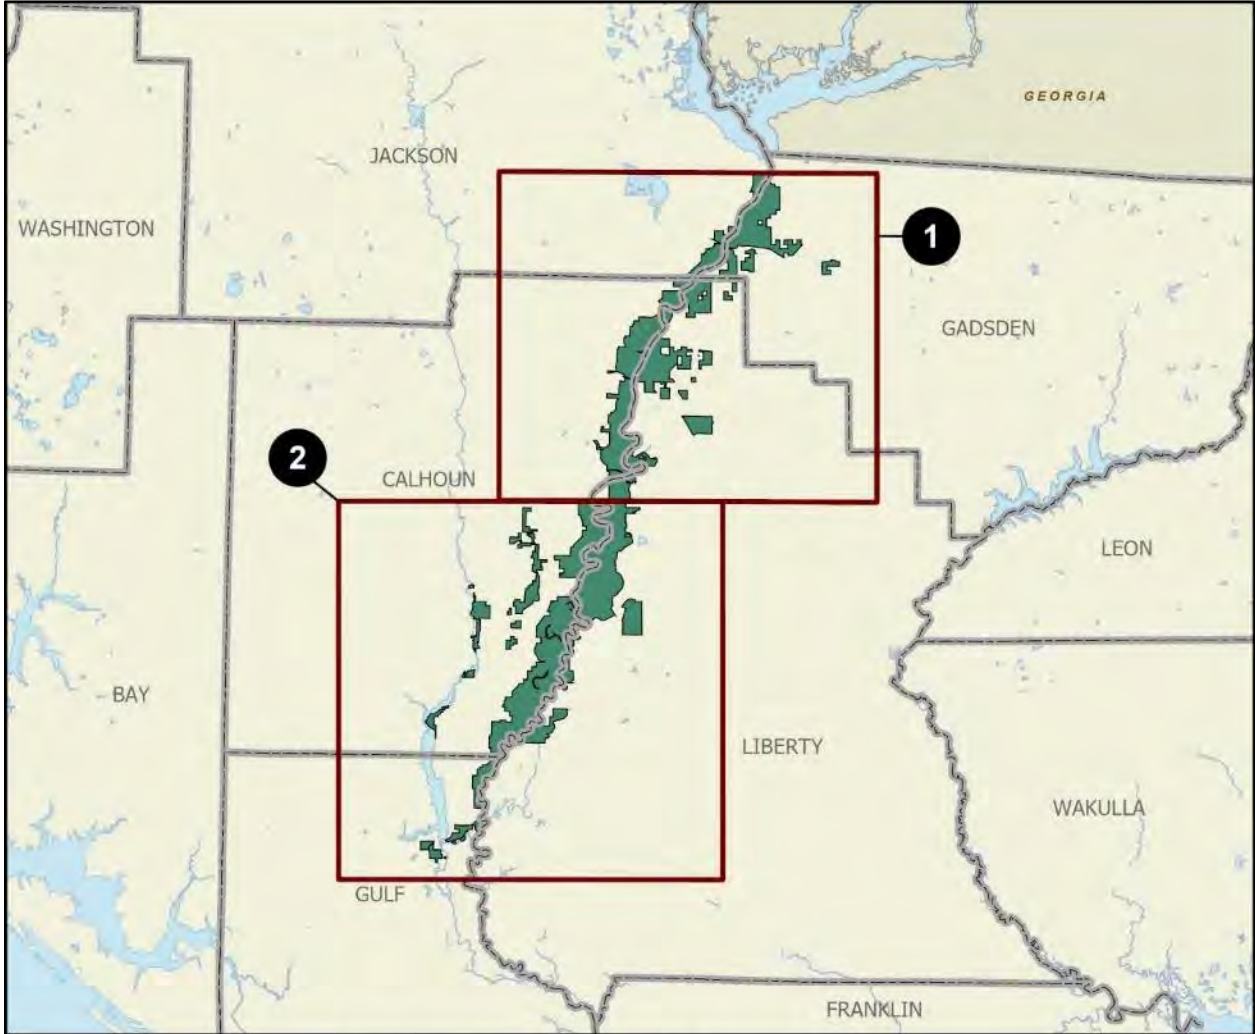 GEORGIA
JACKSON
WASHINGTON
1
GADSDEN
2
CALHOUN
LEON
BAY
LIBERTY
WAKULLA
GULF
FRANKLIN